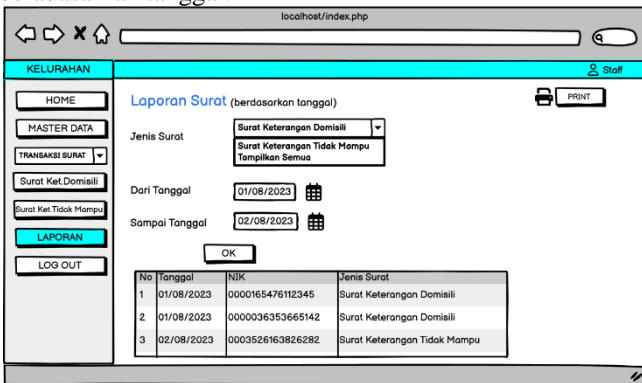 localhost/index.php
KELURAHAN
Staff
HOME
MASTER DATA
TRANSAKSI SURAT
Surat Ket.Domisili
Surat Ket.Tidak Mampu
LAPORAN
LOG OUT
Laporan Surat (berdasarkan tanggal)
PRINT
Jenis Surat
Surat Keterangan Domisili
Surat Keterangan Tidak Mampu
Tampilkan Semua
Dari Tanggal 01/08/2023
Sampai Tanggal 02/08/2023
OK
No Tanggal NIK Jenis Surat
1 01/08/2023 0000165476112345 Surat Keterangan Domisili
2 01/08/2023 0000036353665142 Surat Keterangan Domisili
3 02/08/2023 0003526163826282 Surat Keterangan Tidak Mampu